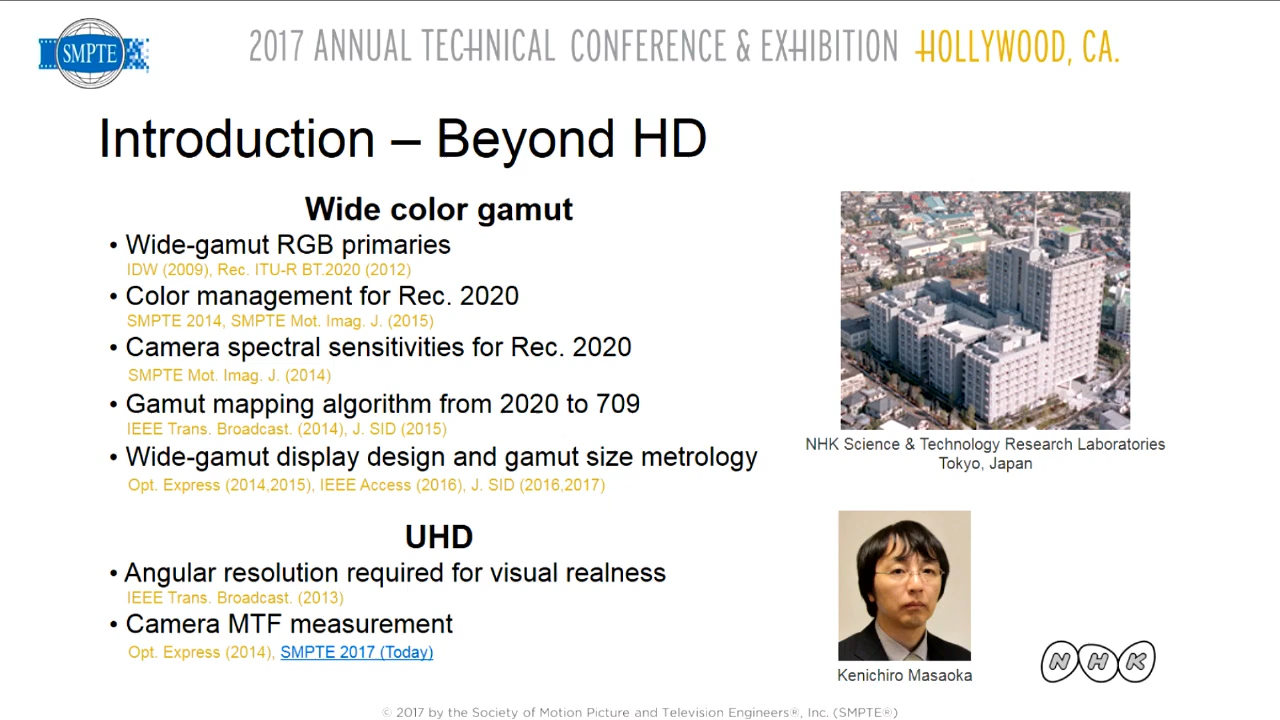 SMPTE
2017 ANNUAL TECHNICAL CONFERENCE & EXHIBITION HOLLYWOOD, CA.
Introduction – Beyond HD
Wide color gamut
• Wide-gamut RGB primaries
IDW (2009), Rec. ITU-R BT.2020 (2012)
• Color management for Rec. 2020
SMPTE 2014, SMPTE Mot. Imag. J. (2015)
• Camera spectral sensitivities for Rec. 2020
SMPTE Mot. Imag. J. (2014)
• Gamut mapping algorithm from 2020 to 709
IEEE Trans. Broadcast. (2014), J. SID (2015)
• Wide-gamut display design and gamut size metrology
Opt. Express (2014,2015), IEEE Access (2016), J. SID (2016,2017)
UHD
• Angular resolution required for visual realness
IEEE Trans. Broadcast. (2013)
• Camera MTF measurement
Opt. Express (2014), SMPTE 2017 (Today)
NHK Science & Technology Research Laboratories
Tokyo, Japan
Kenichiro Masaoka
NHK
© 2017 by the Society of Motion Picture and Television Engineers®, Inc. (SMPTE®)